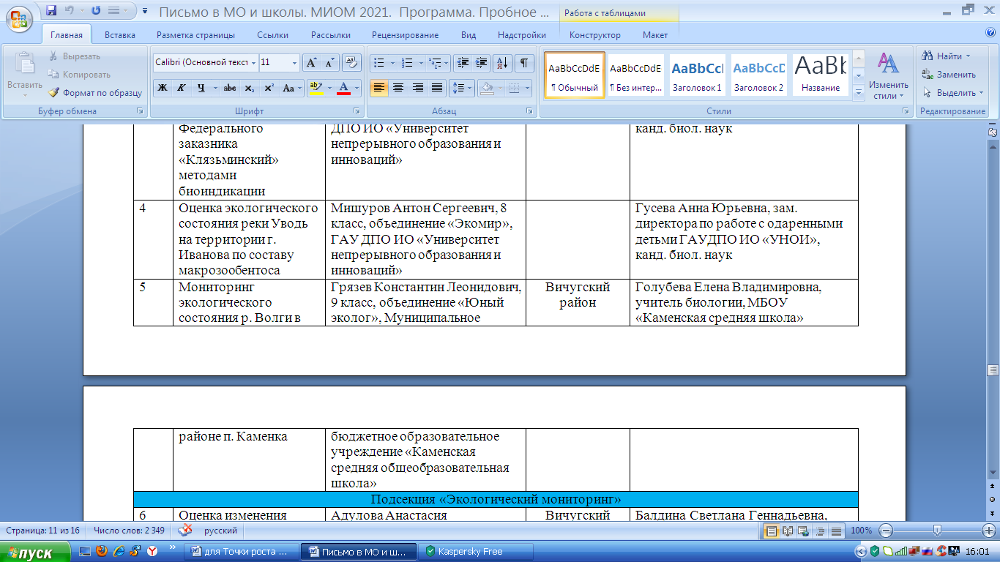 Письмо в МО и школы. МИОМ 2021. Программа. Пробное ...
Работа с таблицами
Главная Вставка Разметка страницы Ссылки Рассылки Рецензирование Вид Надстройки Конструктор Макет
Вставить
Вырезать
Копировать
Формат по образцу
Буфер обмена
Calibri (Основной текст 11
Ж К Ч abc x₂ x² Aa
Шрифт
Абзац
AaBbCcDdE AaBbCcDdE AaBbCcI AaBbCcD AaBb
¶ Обычный ¶ Без интер... Заголовок 1 Заголовок 2 Название
Изменить стили
Стили
Найти
Заменить
Выделить
Редактирование
Федерального
заказника
«Клязьминский»
методами
биоиндикации
ДПО ИО «Университет
непрерывного образования и
инноваций»
канд. биол. наук
4
Оценка экологического
состояния реки Уводь
на территории г.
Иванова по составу
макрозообентоса
Мишуров Антон Сергеевич, 8
класс, объединение «Экомир»,
ГАУ ДПО ИО «Университет
непрерывного образования и
инноваций»
Гусева Анна Юрьевна, зам.
директора по работе с одаренными
детьми ГАУДПО ИО «УНОИ»,
канд. биол. наук
5
Мониторинг
экологического
состояния р. Волги в
Грязев Константин Леонидович,
9 класс, объединение «Юный
эколог», Муниципальное
Вичугский
район
Голубева Елена Владимировна,
учитель биологии, МБОУ
«Каменская средняя школа»
районе п. Каменка
бюджетное образовательное
учреждение «Каменская
средняя общеобразовательная
школа»
Подсекция «Экологический мониторинг»
6
Оценка изменения
Адулова Анастасия
Вичугский
Балдина Светлана Геннадьевна,
Страница: 11 из 16 Число слов: 2 349 русский 100%
пуск
для Точки роста ...
Письмо в МО и ш...
Kaspersky Free
16:01